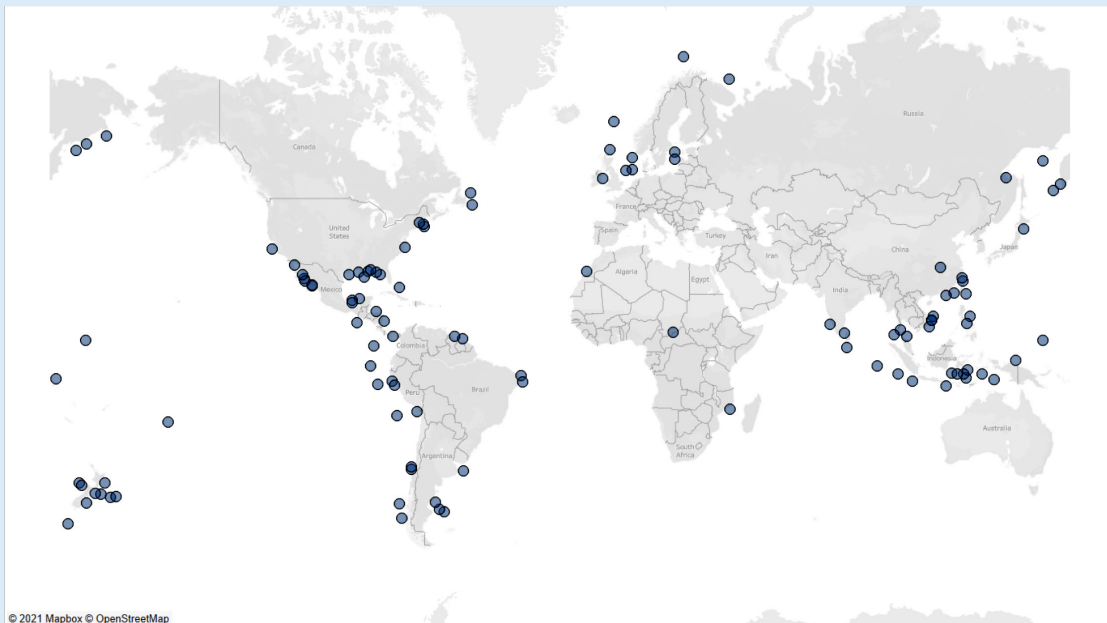 Russia
Canada
France
United
States
Spain
Turkey
China
Japan
Iran
Algeria
Egypt
Mexico
India
Colombia
Indonesia
Peru
Brazil
Australia
South
Africa
Argentina
© 2021 Mapbox © OpenStreetMap